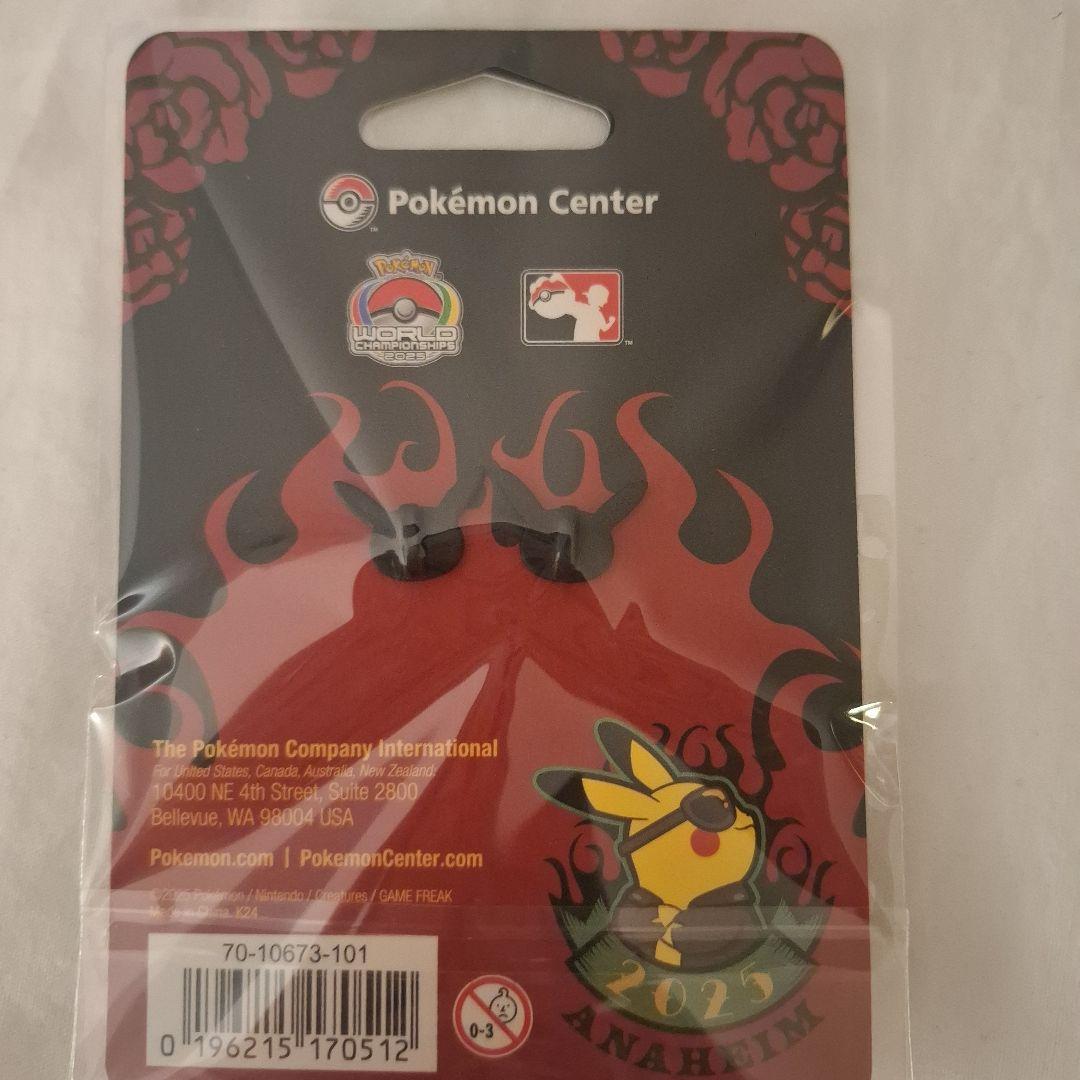 Pokémon Center
TM
POKÉMON
WORLD
CHAMPIONSHIPS
2025
TM
The Pokémon Company International
For United States, Canada, Australia, New Zealand:
10400 NE 4th Street, Suite 2800
Bellevue, WA 98004 USA
Pokemon.com | PokemonCenter.com
©2025 Pokémon / Nintendo / Creatures / GAME FREAK
Made in China. K24
70-10673-101
0 196215 170512
0-3
2025
ANAHEIM